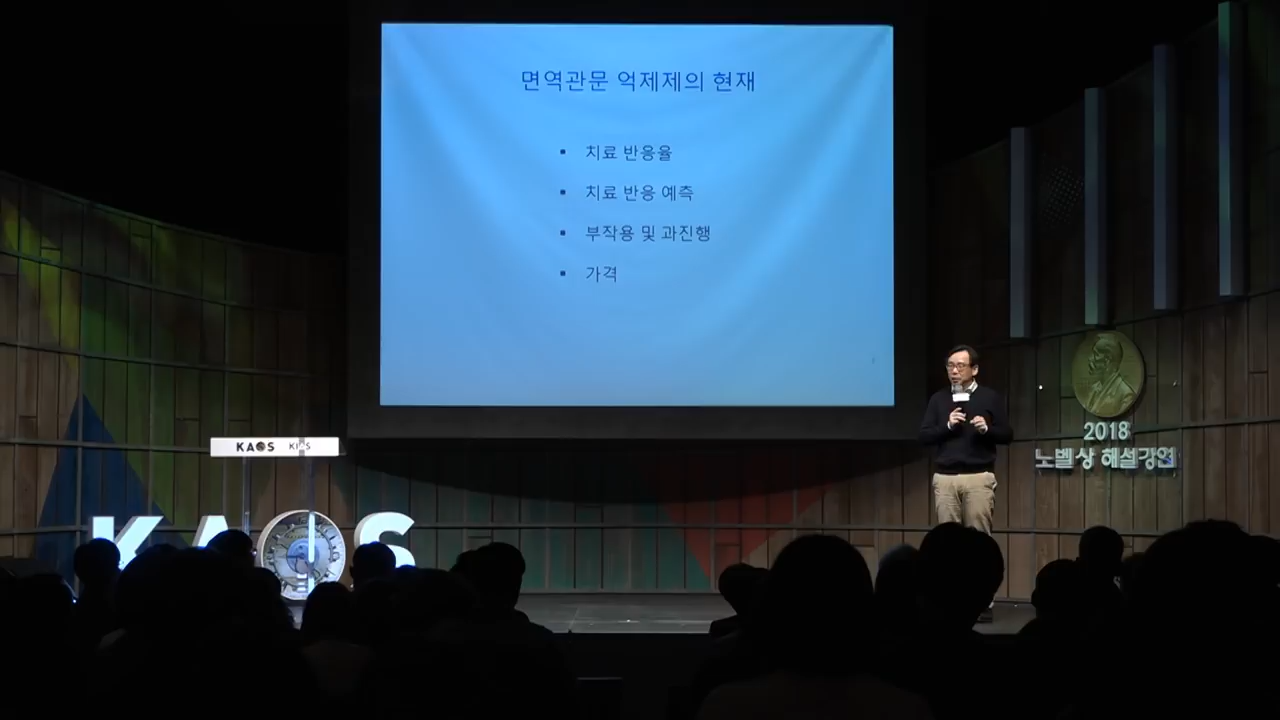 면역관문 억제제의 현재
▪ 치료 반응율
▪ 치료 반응 예측
▪ 부작용 및 과진행
▪ 가격
2018
노벨상 해설강연
KAOS KIAS
KAOS